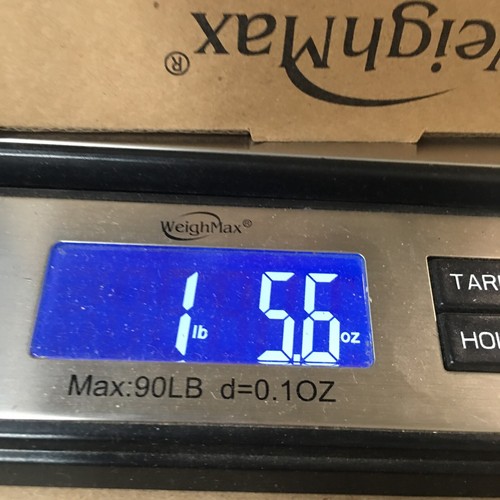 WeighMax®
WeighMax®
1 lb 5.6 oz
TAR
HO
Max:90LB d=0.1OZ